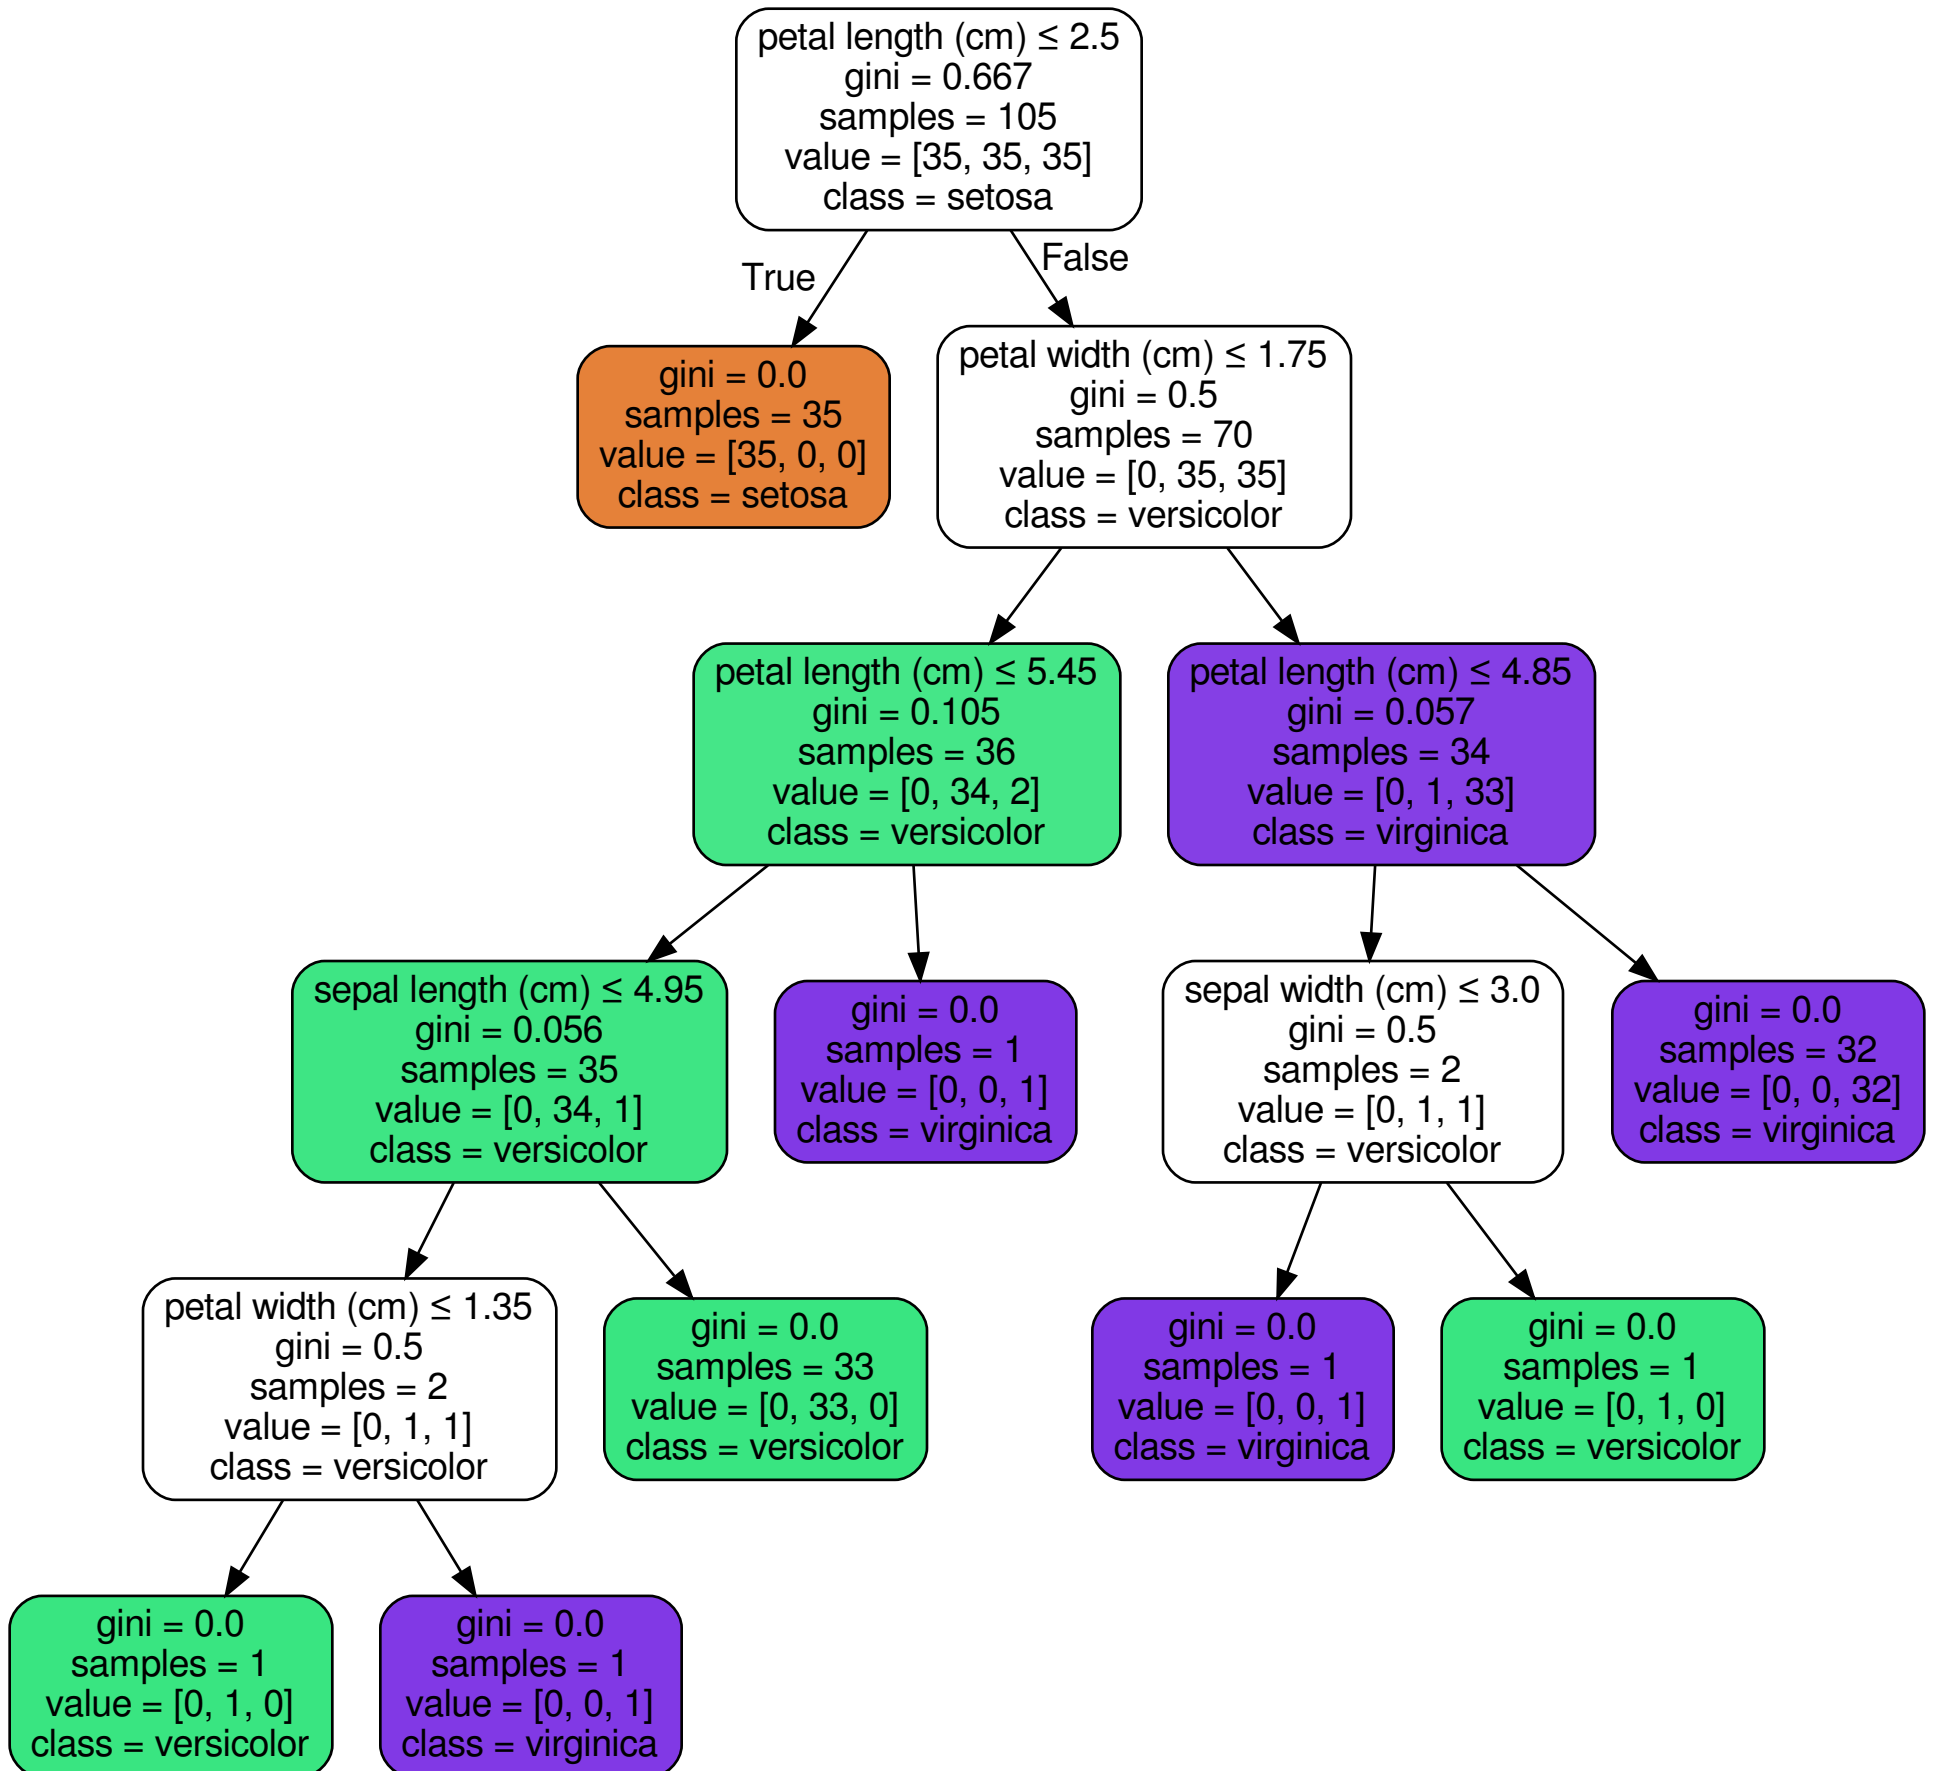 petal length (cm) ≤ 2.5
gini = 0.667
samples = 105
value = [35, 35, 35]
class = setosa
True
False
gini = 0.0
samples = 35
value = [35, 0, 0]
class = setosa
petal width (cm) ≤ 1.75
gini = 0.5
samples = 70
value = [0, 35, 35]
class = versicolor
petal length (cm) ≤ 5.45
gini = 0.105
samples = 36
value = [0, 34, 2]
class = versicolor
petal length (cm) ≤ 4.85
gini = 0.057
samples = 34
value = [0, 1, 33]
class = virginica
sepal length (cm) ≤ 4.95
gini = 0.056
samples = 35
value = [0, 34, 1]
class = versicolor
gini = 0.0
samples = 1
value = [0, 0, 1]
class = virginica
sepal width (cm) ≤ 3.0
gini = 0.5
samples = 2
value = [0, 1, 1]
class = versicolor
gini = 0.0
samples = 32
value = [0, 0, 32]
class = virginica
petal width (cm) ≤ 1.35
gini = 0.5
samples = 2
value = [0, 1, 1]
class = versicolor
gini = 0.0
samples = 33
value = [0, 33, 0]
class = versicolor
gini = 0.0
samples = 1
value = [0, 0, 1]
class = virginica
gini = 0.0
samples = 1
value = [0, 1, 0]
class = versicolor
gini = 0.0
samples = 1
value = [0, 1, 0]
class = versicolor
gini = 0.0
samples = 1
value = [0, 0, 1]
class = virginica